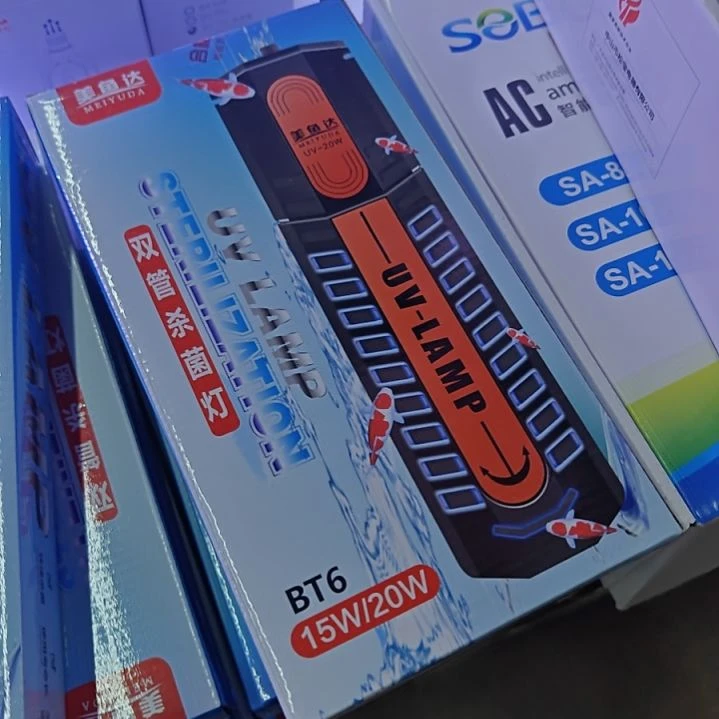 美鱼达
MEIYUDA
美鱼达
MEIYUDA
UV-20W
UV LAMP
STERILIZATION
双管杀菌灯
UV-LAMP
BT6
15W/20W
AC
智能
SA-8
SA-1
SA-1